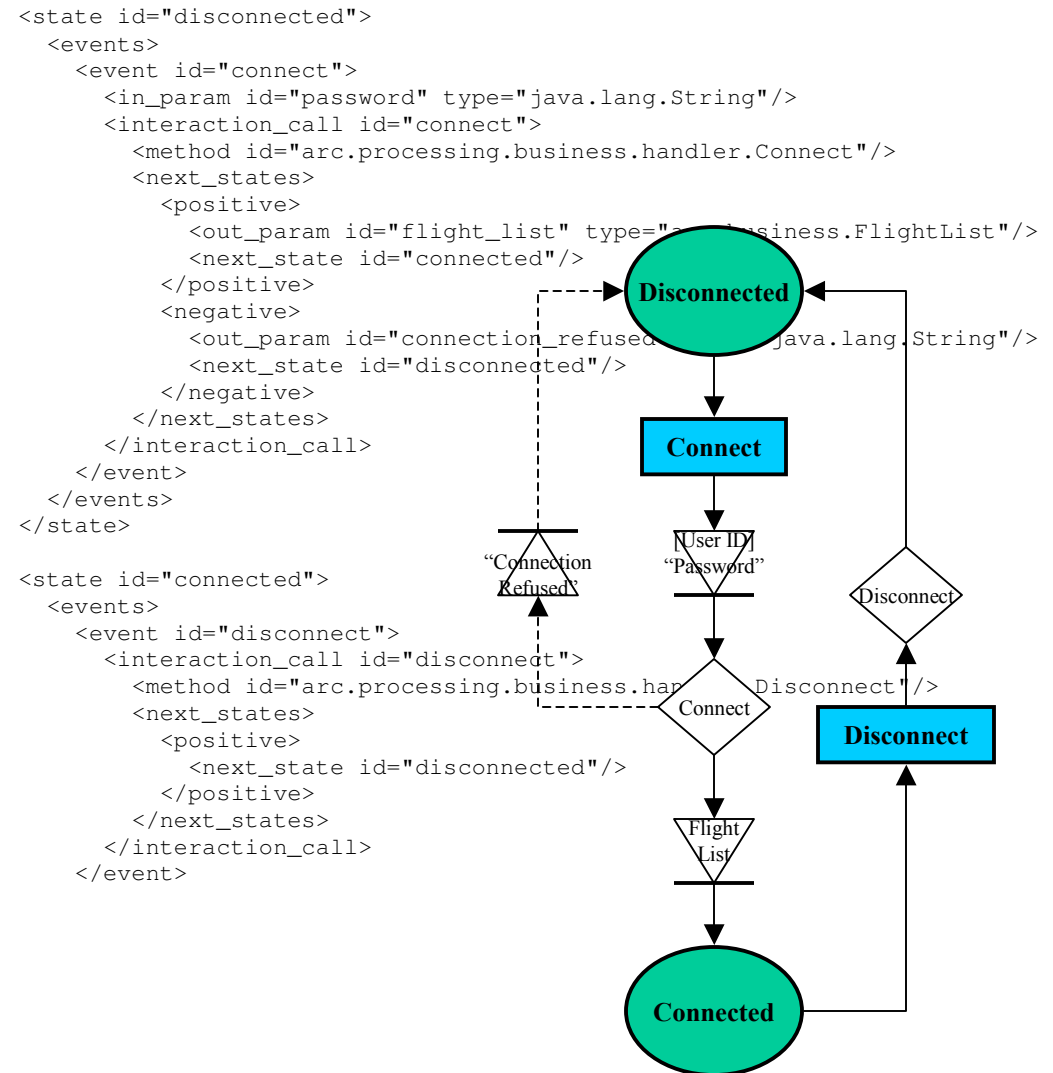 <state id="disconnected">
<events>
<event id="connect">
<in_param id="password" type="java.lang.String"/>
<interaction_call id="connect">
<method id="arc.processing.business.handler.Connect"/>
<next_states>
<positive>
<out_param id="flight_list" type="a business.FlightList"/>
<next_state id="connected"/>
</positive>
<negative>
<out_param id="connection_refused java.lang.String"/>
<next_state id="disconnected"/>
</negative>
</next_states>
</interaction_call>
</event>
</events>
</state>
<state id="connected">
<events>
<event id="disconnect">
<interaction_call id="disconnect">
<method id="arc.processing.business.han Disconnect"/>
<next_states>
<positive>
<next_state id="disconnected"/>
</positive>
</next_states>
</interaction_call>
</event>
Disconnected
Connect
[User ID]
“Password”
“Connection
Refused”
Connect
Flight
List
Connected
Disconnect
Disconnect